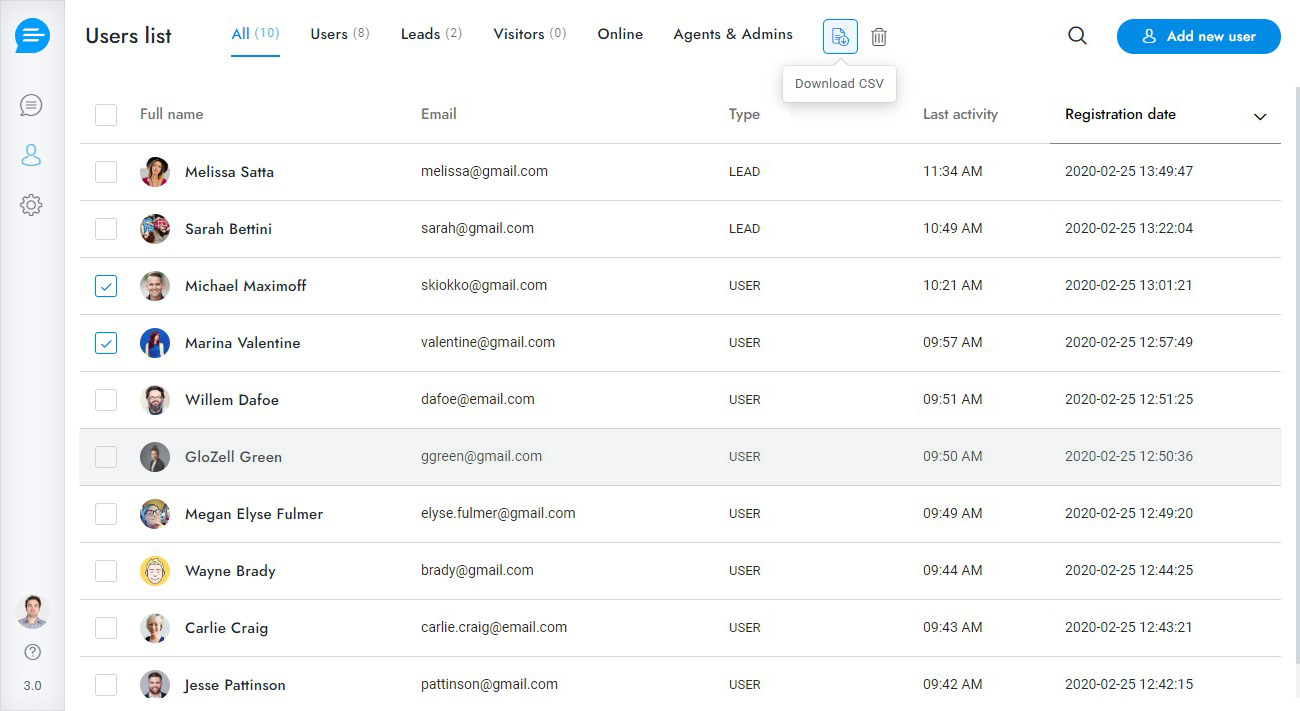 Users list All (10) Users (8) Leads (2) Visitors (0) Online Agents & Admins Add new user
Download CSV
Full name Email Type Last activity Registration date
Melissa Satta melissa@gmail.com LEAD 11:34 AM 2020-02-25 13:49:47
Sarah Bettini sarah@gmail.com LEAD 10:49 AM 2020-02-25 13:22:04
Michael Maximoff skiokko@gmail.com USER 10:21 AM 2020-02-25 13:01:21
Marina Valentine valentine@gmail.com USER 09:57 AM 2020-02-25 12:57:49
Willem Dafoe dafoe@email.com USER 09:51 AM 2020-02-25 12:51:25
GloZell Green ggreen@gmail.com USER 09:50 AM 2020-02-25 12:50:36
Megan Elyse Fulmer elyse.fulmer@gmail.com USER 09:49 AM 2020-02-25 12:49:20
Wayne Brady brady@gmail.com USER 09:44 AM 2020-02-25 12:44:25
Carlie Craig carlie.craig@email.com USER 09:43 AM 2020-02-25 12:43:21
3.0 Jesse Pattinson pattinson@gmail.com USER 09:42 AM 2020-02-25 12:42:15